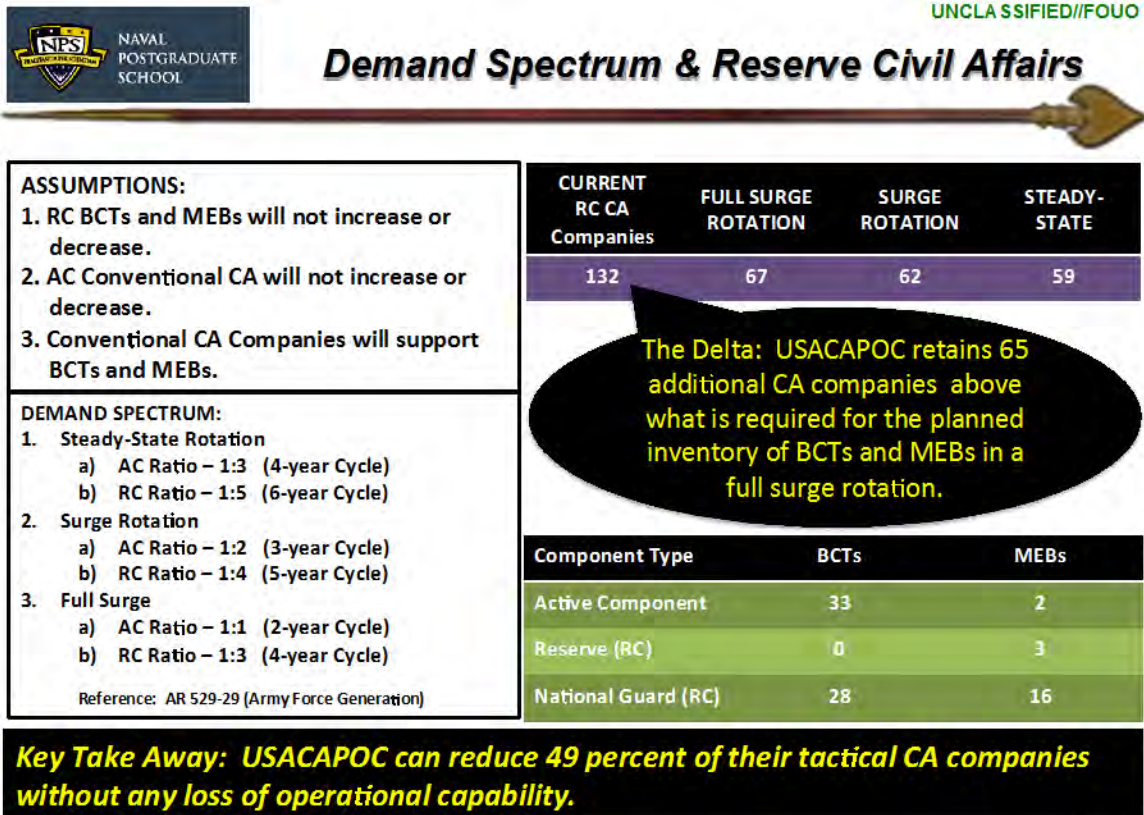 UNCLASSIFIED//FOUO
NPS
NAVAL
POSTGRADUATE
SCHOOL
Demand Spectrum & Reserve Civil Affairs
ASSUMPTIONS:
1. RC BCTs and MEBs will not increase or
decrease.
2. AC Conventional CA will not increase or
decrease.
3. Conventional CA Companies will support
BCTs and MEBs.
DEMAND SPECTRUM:
1. Steady-State Rotation
a) AC Ratio – 1:3 (4-year Cycle)
b) RC Ratio – 1:5 (6-year Cycle)
2. Surge Rotation
a) AC Ratio – 1:2 (3-year Cycle)
b) RC Ratio – 1:4 (5-year Cycle)
3. Full Surge
a) AC Ratio – 1:1 (2-year Cycle)
b) RC Ratio – 1:3 (4-year Cycle)
Reference: AR 529-29 (Army Force Generation)
CURRENT
RC CA
Companies
FULL SURGE
ROTATION
SURGE
ROTATION
STEADY-
STATE
132 67 62 59
The Delta: USACAPOC retains 65
additional CA companies above
what is required for the planned
inventory of BCTs and MEBs in a
full surge rotation.
Component Type BCTs MEBs
Active Component 33 2
Reserve (RC) 0 3
National Guard (RC) 28 16
Key Take Away: USACAPOC can reduce 49 percent of their tactical CA companies
without any loss of operational capability.